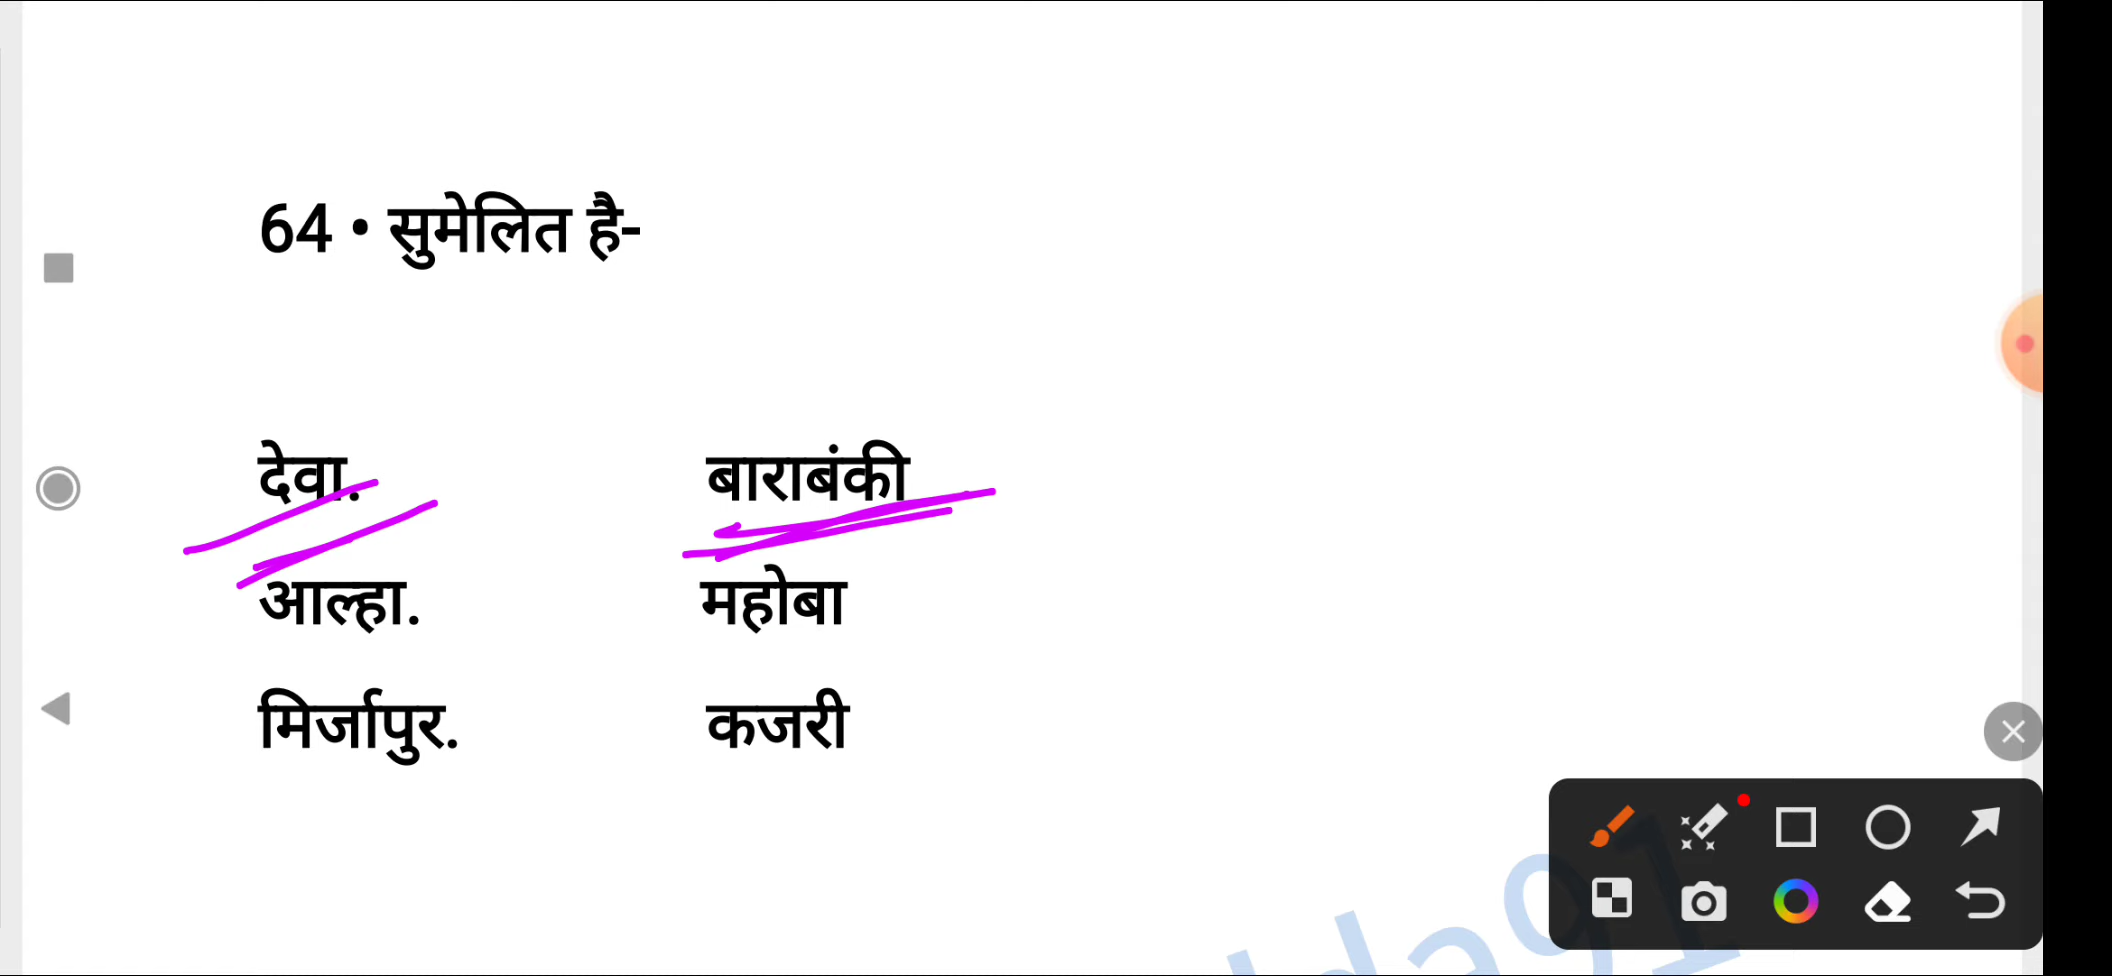 64 • सुमेलित है-
देवा. बाराबंकी
आल्हा. महोबा
मिर्जापुर. कजरी